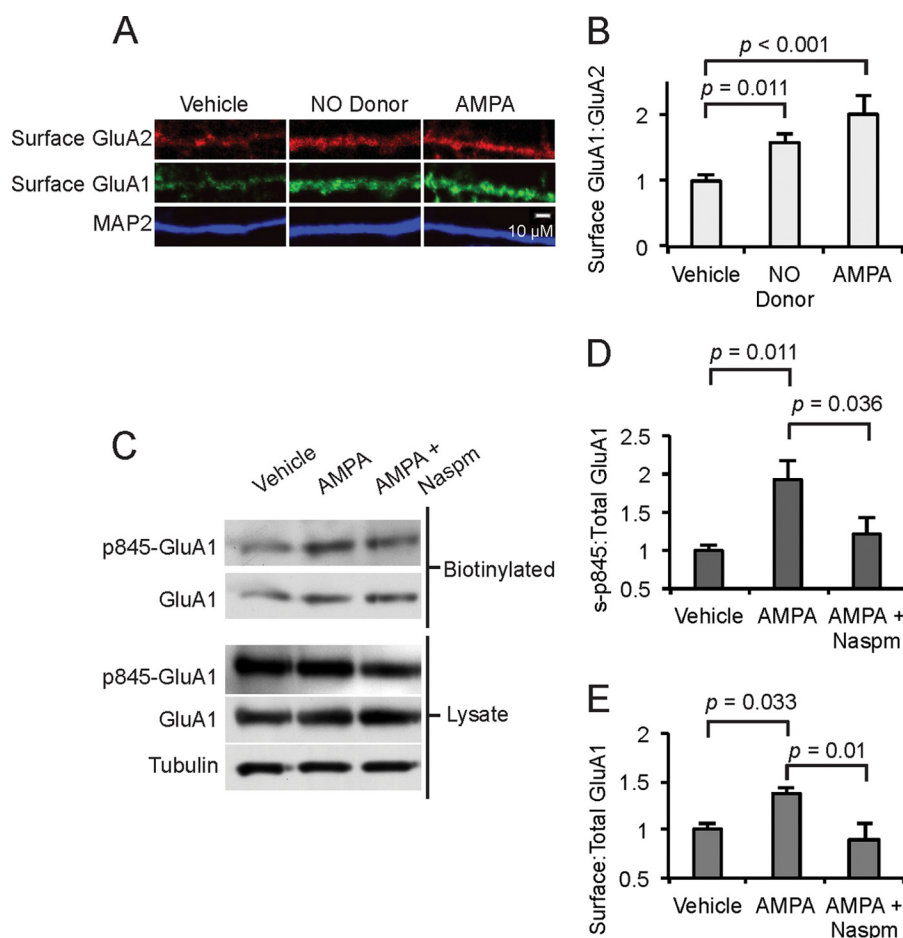 A
Vehicle NO Donor AMPA
Surface GluA2
Surface GluA1
MAP2
10 µM
B
p < 0.001
p = 0.011
Surface GluA1:GluA2
2
1
0
Vehicle NO Donor AMPA
C
Vehicle AMPA AMPA + Naspm
p845-GluA1
GluA1
Biotinylated
p845-GluA1
GluA1
Tubulin
Lysate
D
p = 0.011
p = 0.036
s-p845:Total GluA1
2.5
2
1.5
1
0.5
Vehicle AMPA AMPA + Naspm
E
p = 0.033
p = 0.01
Surface:Total GluA1
2
1.5
1
0.5
Vehicle AMPA AMPA + Naspm